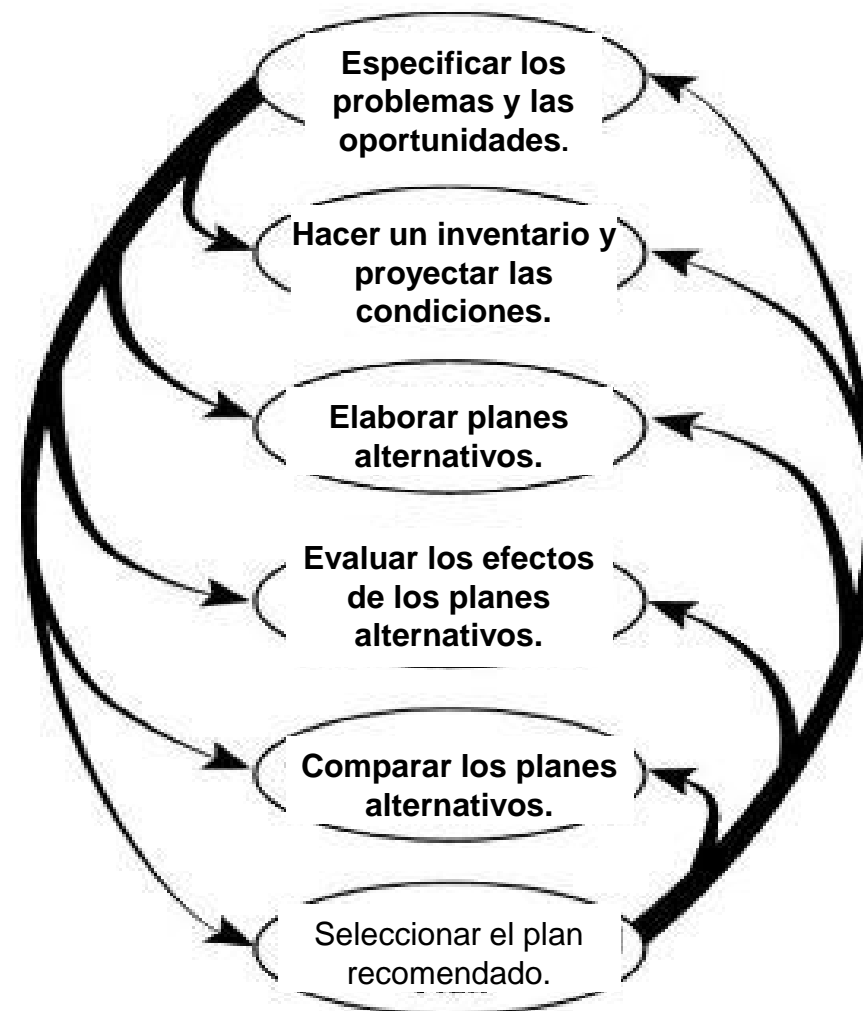 Especificar los
problemas y las
oportunidades.
Hacer un inventario y
proyectar las
condiciones.
Elaborar planes
alternativos.
Evaluar los efectos
de los planes
alternativos.
Comparar los planes
alternativos.
Seleccionar el plan
recomendado.